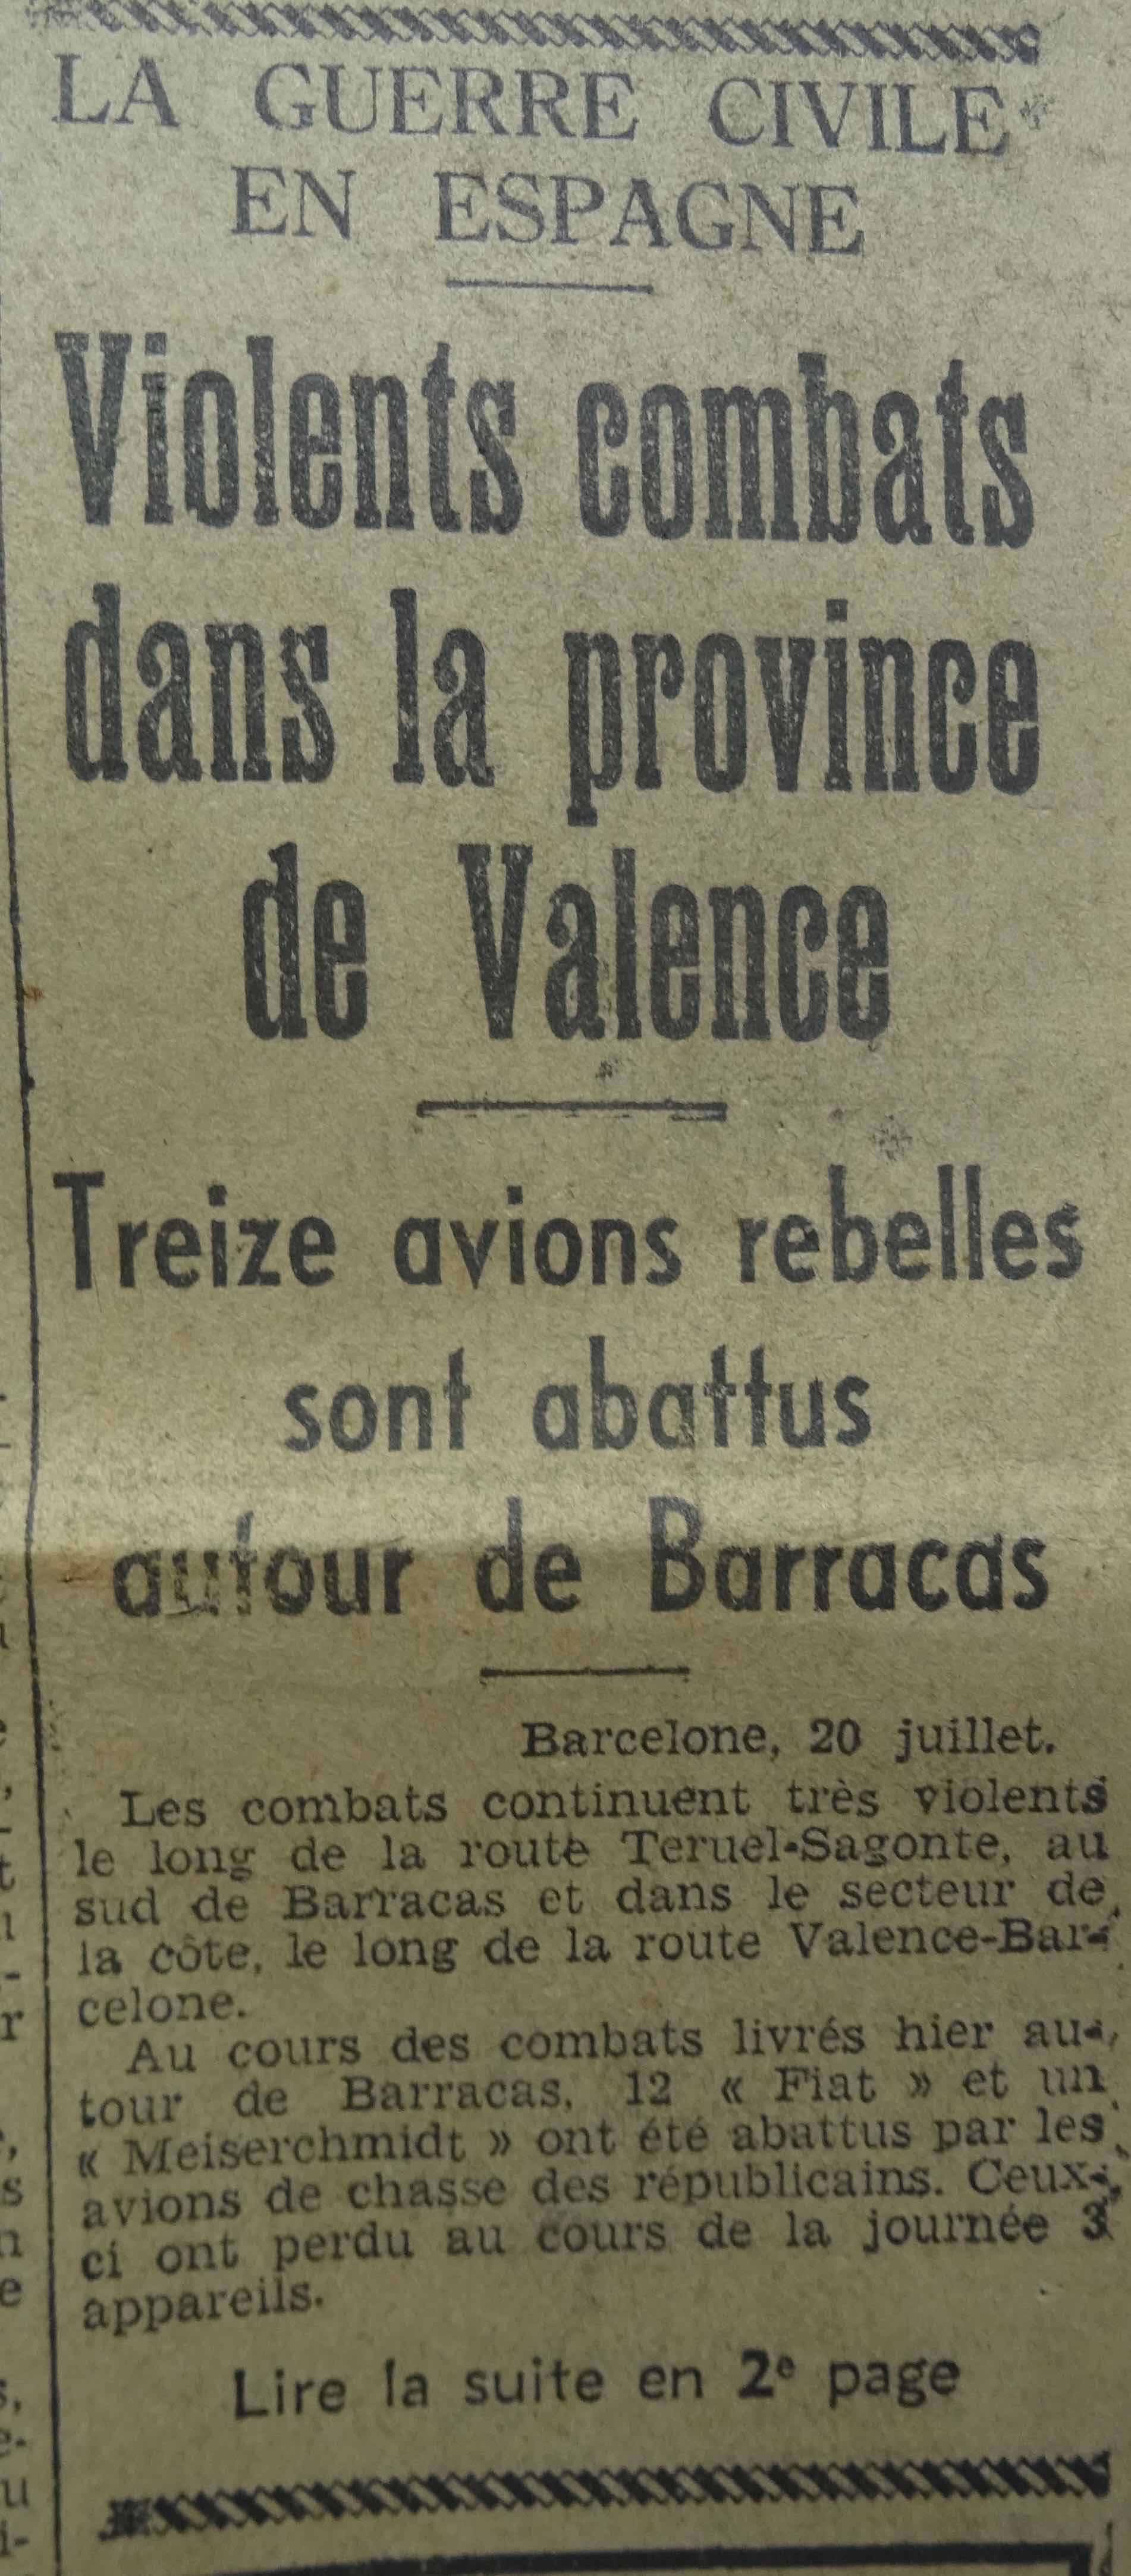 LA GUERRE CIVILE
EN ESPAGNE
Violents combats
dans la province
de Valence
Treize avions rebelles
sont abattus
autour de Barracas
Barcelone, 20 juillet.
Les combats continuent très violents
le long de la route Teruel-Sagonte, au
sud de Barracas et dans le secteur de
la côte, le long de la route Valence-Bar-
celone.
Au cours des combats livrés hier au-
tour de Barracas, 12 « Fiat » et un
« Meiserchmidt » ont été abattus par les
avions de chasse des républicains. Ceux-
ci ont perdu au cours de la journée 3
appareils.
Lire la suite en 2e page